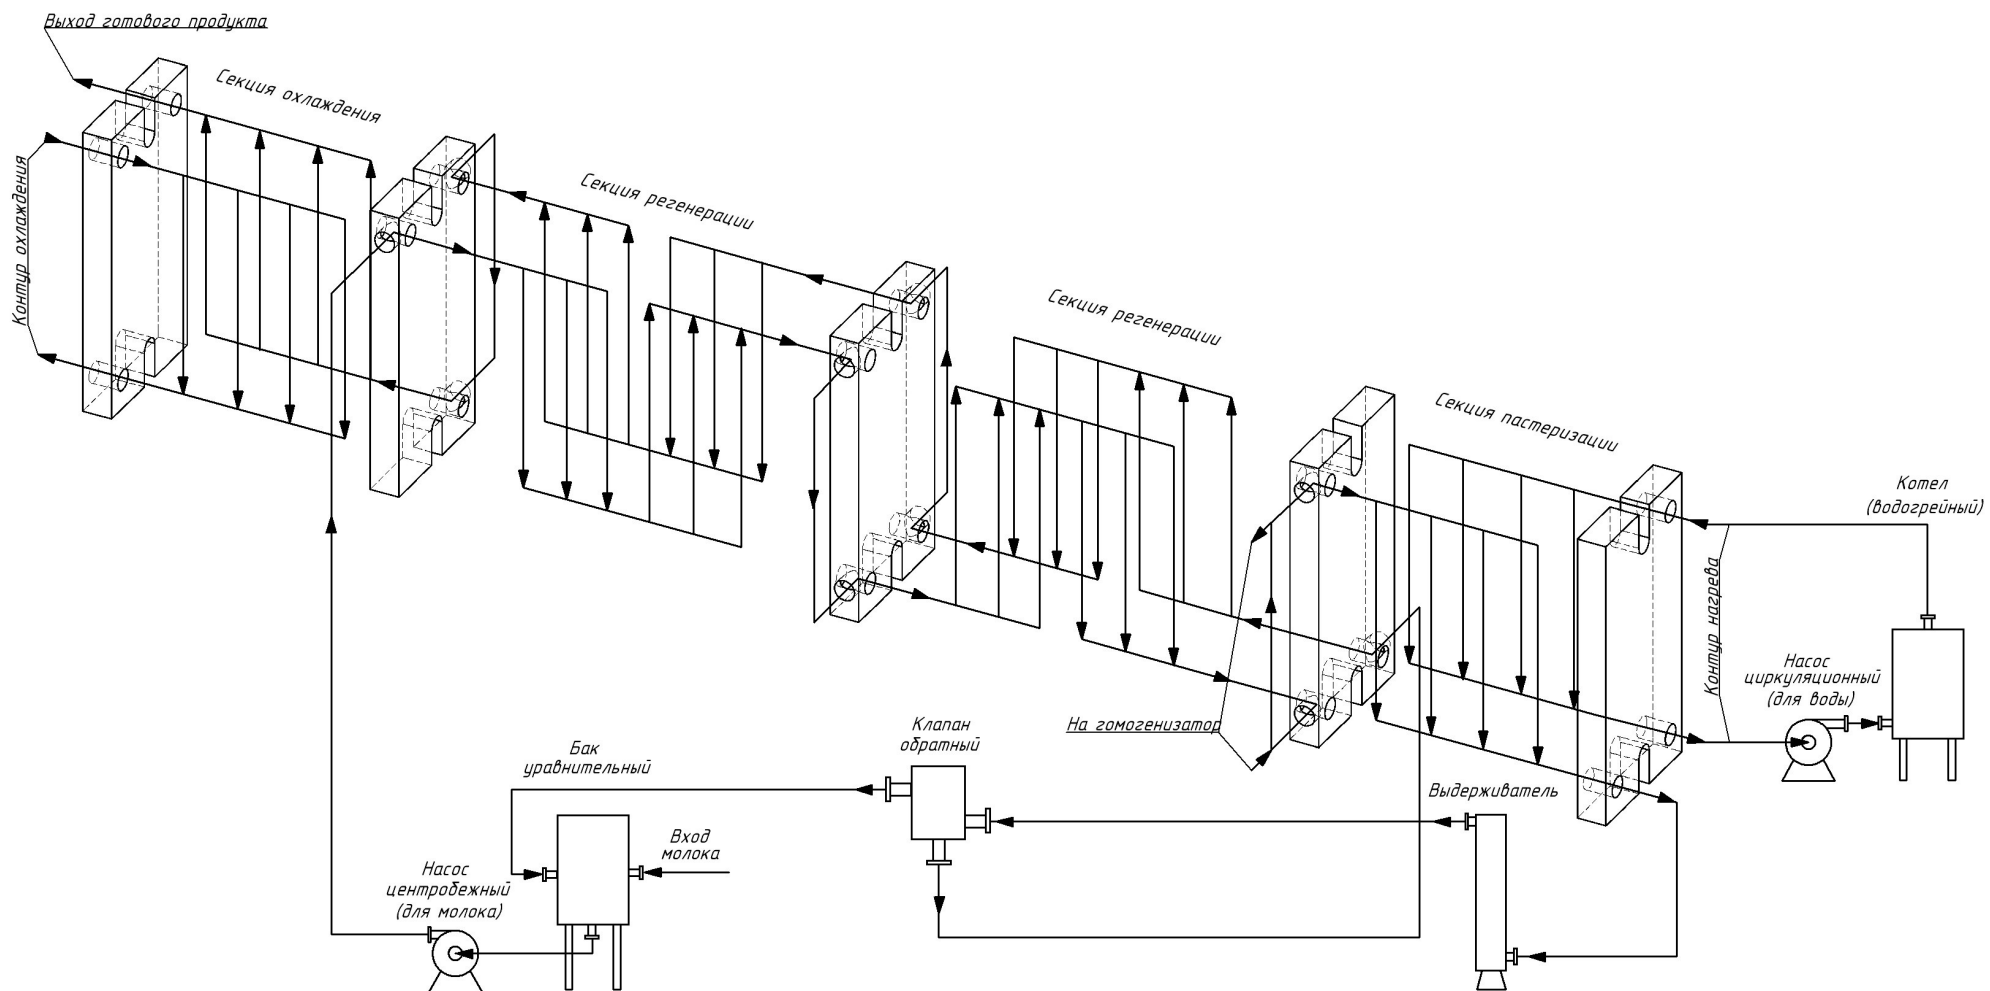 Выход готового продукта
Секция охлаждения
Контур охлаждения
Секция регенерации
Секция регенерации
Секция пастеризации
Котел
(водогрейный)
Контур нагрева
Насос
циркуляционный
(для воды)
На гомогенизатор
Клапан
обратный
Бак
уравнительный
Выдерживатель
Вход
молока
Насос
центробежный
(для молока)